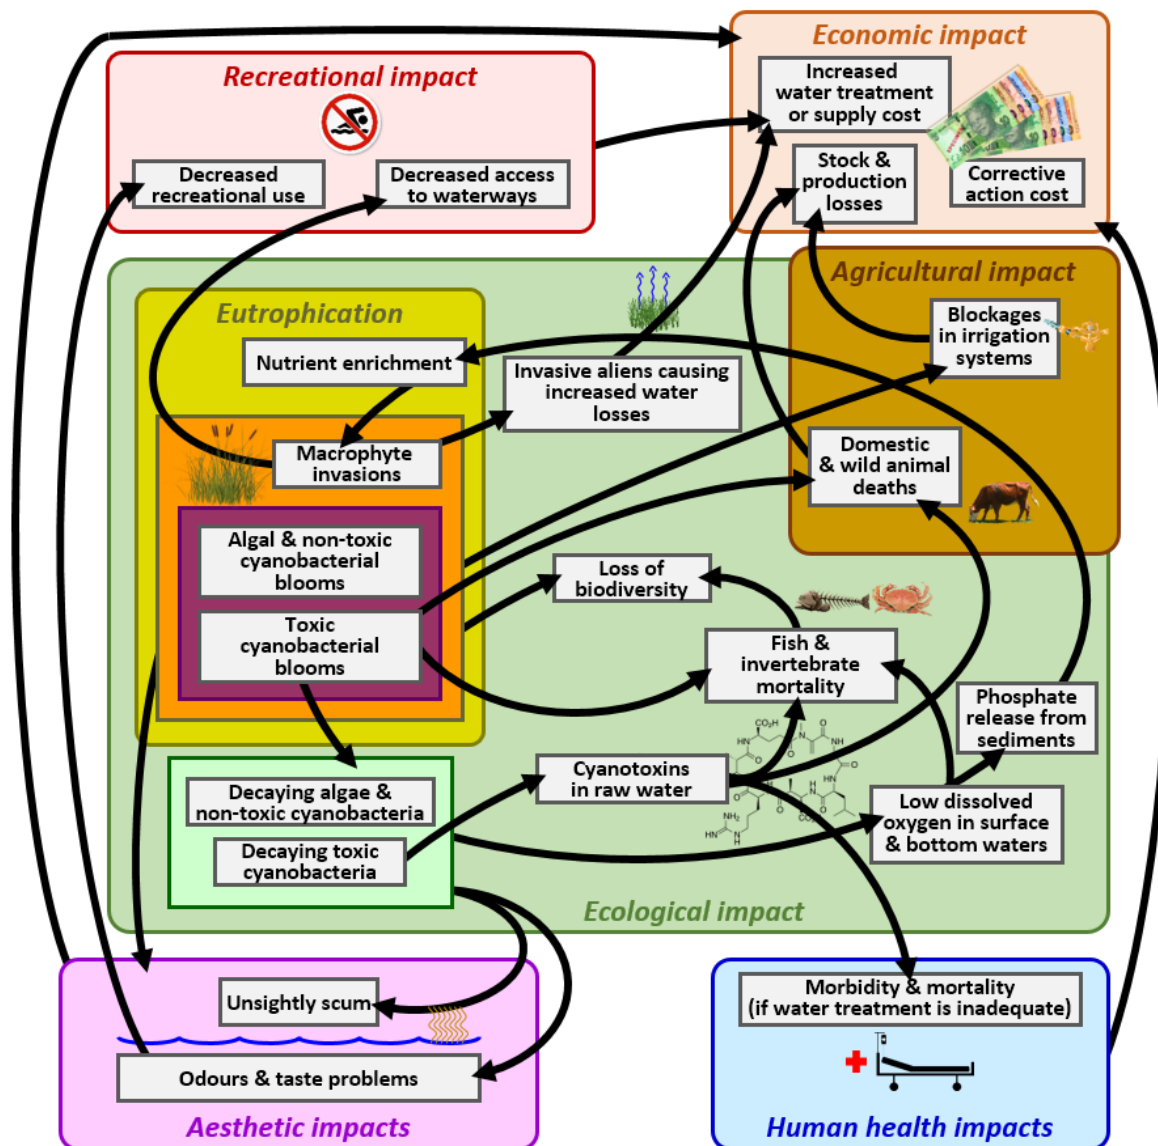 Economic impact
Recreational impact
Increased
water treatment
or supply cost
Decreased
recreational use
Decreased access
to waterways
Stock &
production
losses
Corrective
action cost
Agricultural impact
Eutrophication
Nutrient enrichment
Invasive aliens causing
increased water
losses
Blockages
in irrigation
systems
Macrophyte
invasions
Domestic
& wild animal
deaths
Algal & non-toxic
cyanobacterial
blooms
Loss of
biodiversity
Toxic
cyanobacterial
blooms
Fish &
invertebrate
mortality
Phosphate
release from
sediments
Cyanotoxins
in raw water
Decaying algae &
non-toxic cyanobacteria
Low dissolved
oxygen in surface
& bottom waters
Decaying toxic
cyanobacteria
Ecological impact
Unsightly scum
Morbidity & mortality
(if water treatment is inadequate)
Odours & taste problems
Aesthetic impacts
Human health impacts